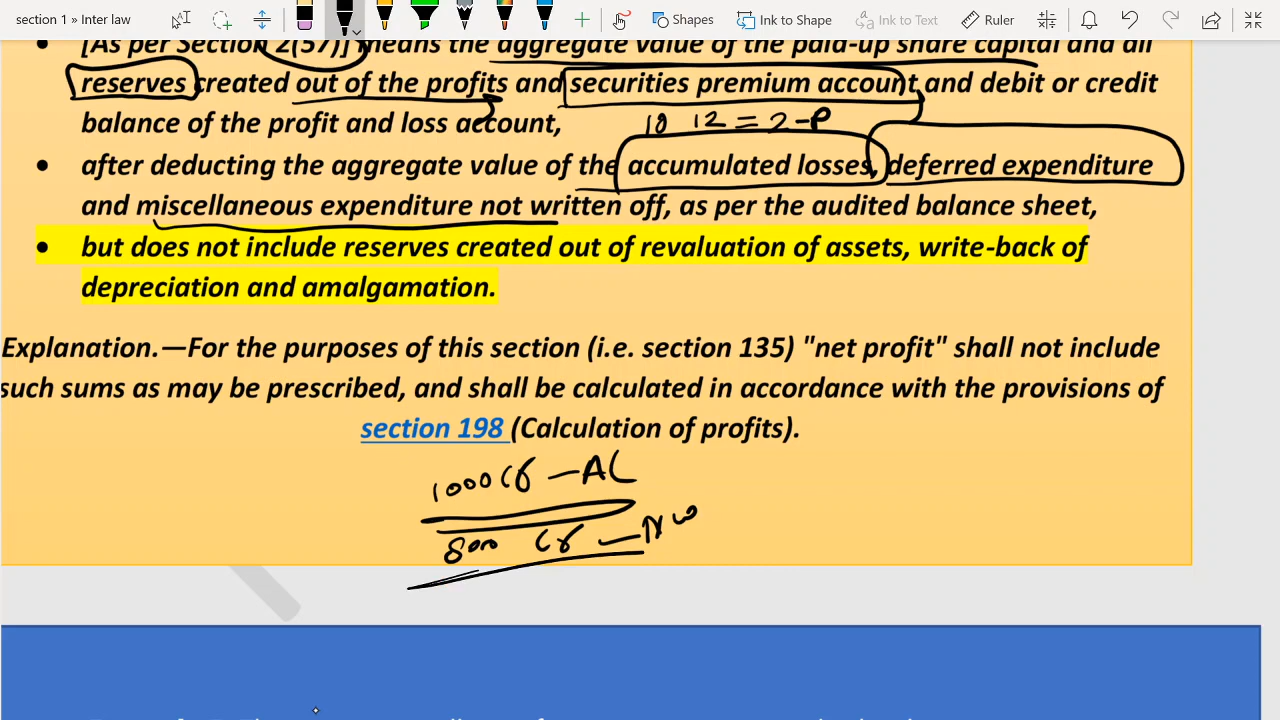 section 1 » Inter law
Shapes
Ink to Shape
Ink to Text
Ruler
[As per Section 2(57)] means the aggregate value of the paid-up share capital and all
reserves created out of the profits and securities premium account and debit or credit
balance of the profit and loss account,
10 12 = 2-P
• after deducting the aggregate value of the accumulated losses, deferred expenditure
and miscellaneous expenditure not written off, as per the audited balance sheet,
• but does not include reserves created out of revaluation of assets, write-back of
depreciation and amalgamation.
Explanation.—For the purposes of this section (i.e. section 135) "net profit" shall not include
such sums as may be prescribed, and shall be calculated in accordance with the provisions of
section 198 (Calculation of profits).
1000 Cr — AC
800 Cr — NW